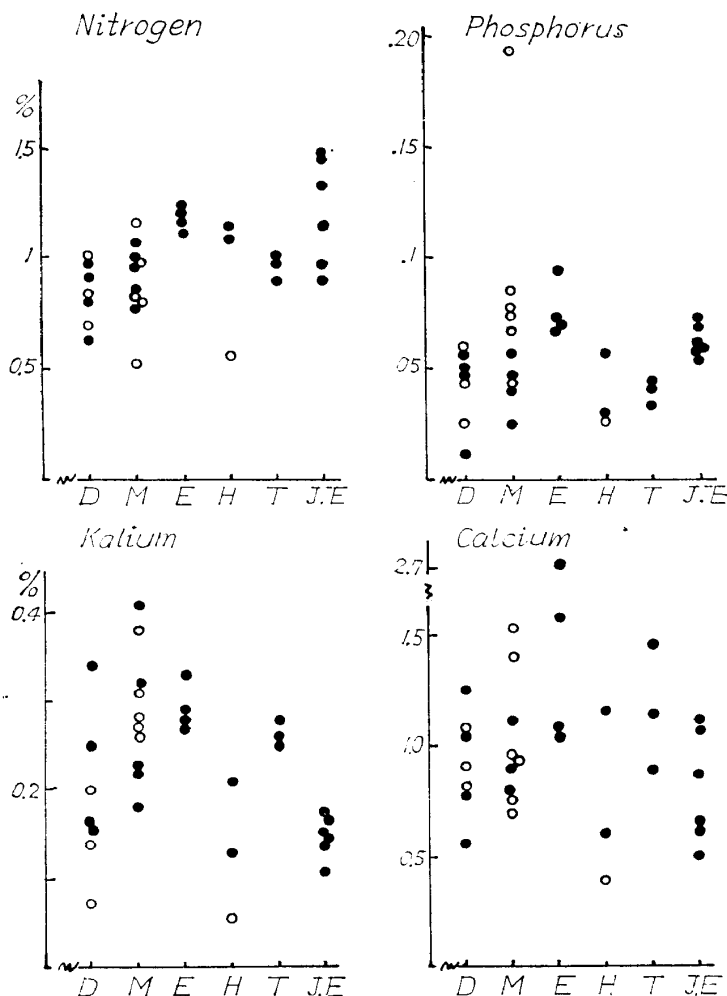 Nitrogen
%
1.5
1
0.5
D M E H T J.E
Phosphorus
.20
.15
.1
.05
D M E H T J.E
Kalium
%
0.4
0.2
D M E H T J.E
Calcium
2.7
1.5
1.0
0.5
D M E H T J.E